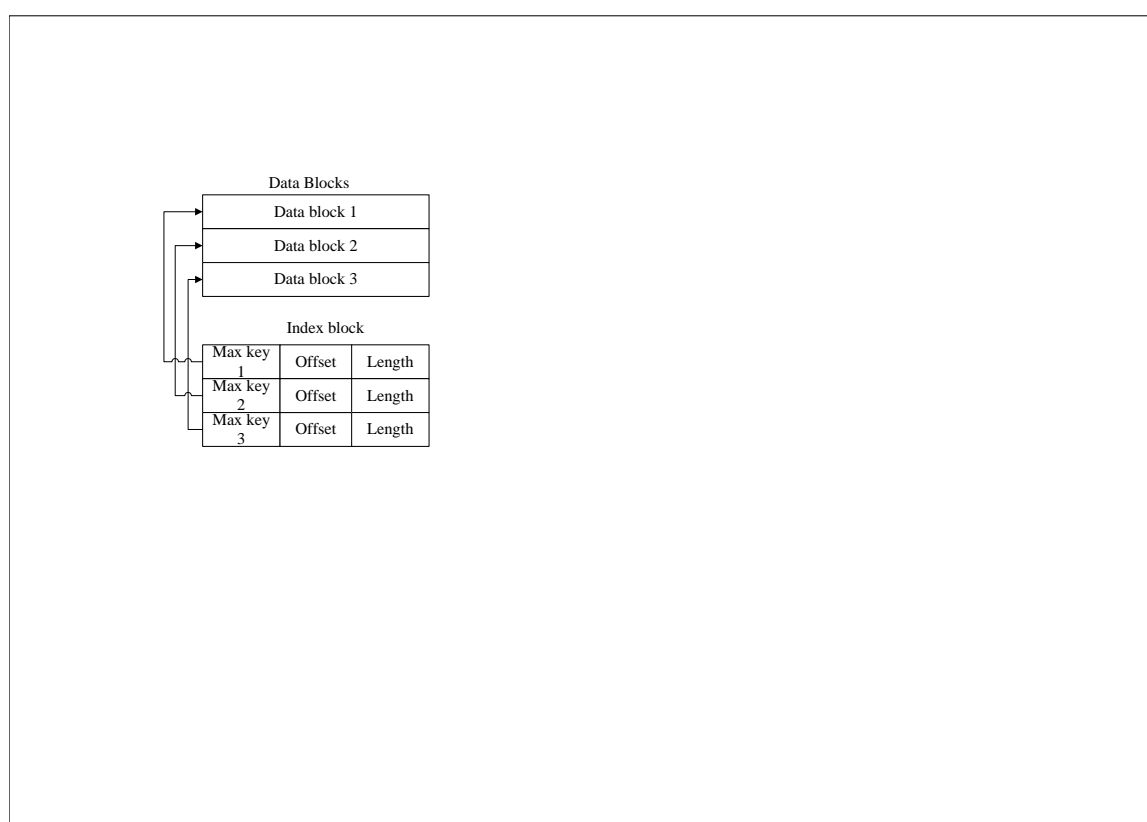 Data Blocks
Data block 1
Data block 2
Data block 3
Index block
Max key
1
Offset
Length
Max key
2
Offset
Length
Max key
3
Offset
Length